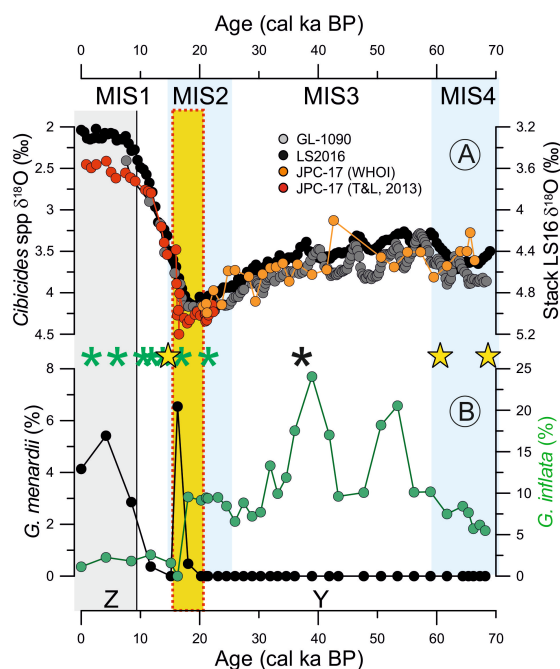 Age (cal ka BP)
0 10 20 30 40 50 60 70
MIS1 MIS2 MIS3 MIS4
Cibicides spp δ18O (‰)
2
2.5
3
3.5
4
4.5
GL-1090
LS2016
JPC-17 (WHOI)
JPC-17 (T&L, 2013)
A
3.2
3.6
4
4.4
4.8
5.2
Stack LS16 δ18O (‰)
G. menardii (%)
8
6
4
2
0
B
25
20
15
10
5
0
G. inflata (%)
Z Y
0 10 20 30 40 50 60 70
Age (cal ka BP)